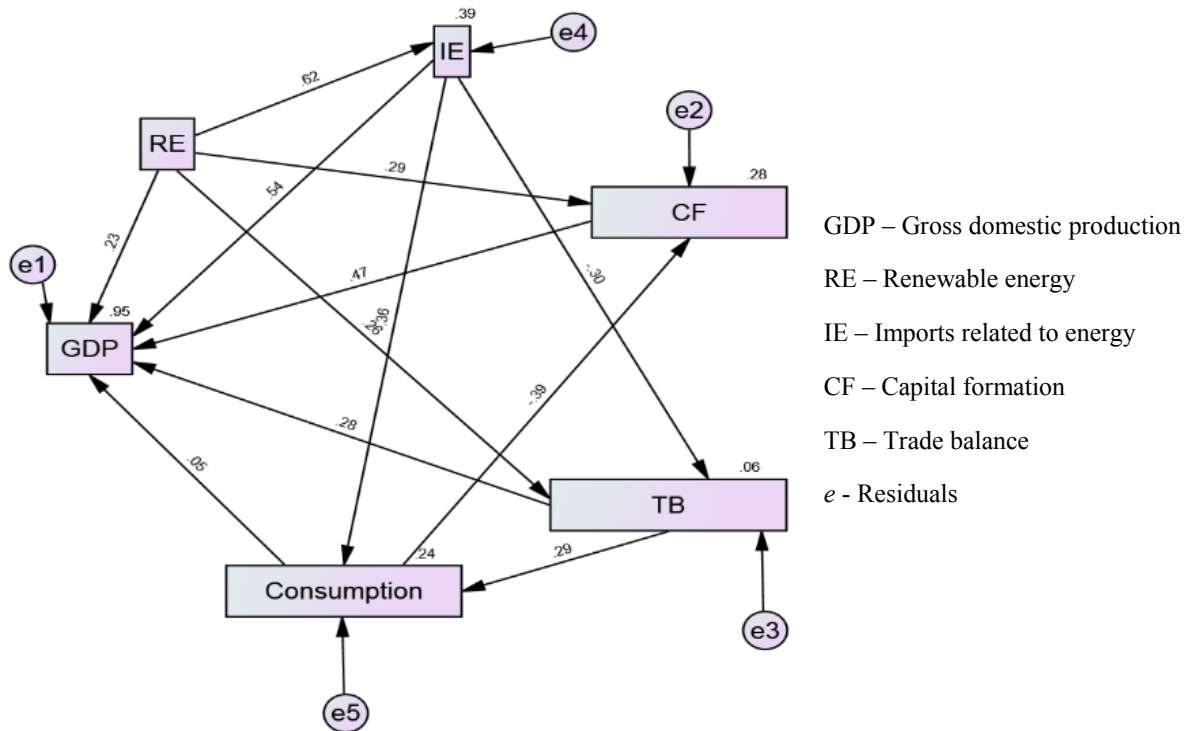 .39
IE
e4
.62
e2
RE
.29
.54
.28
CF
.23
e1
.47
-.30
.95
GDP
.26
.36
-.39
.28
.05
.06
TB
.29
.24
Consumption
e3
e5
GDP – Gross domestic production
RE – Renewable energy
IE – Imports related to energy
CF – Capital formation
TB – Trade balance
e - Residuals